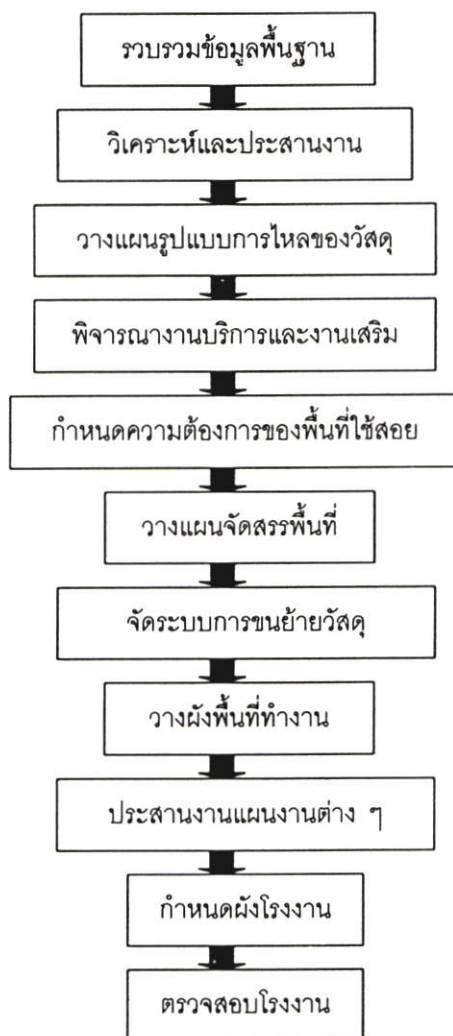 รวบรวมข้อมูลพื้นฐาน
วิเคราะห์และประสานงาน
วางแผนรูปแบบการไหลของวัสดุ
พิจารณางานบริการและงานเสริม
กำหนดความต้องการของพื้นที่ใช้สอย
วางแผนจัดสรรพื้นที่
จัดระบบการขนย้ายวัสดุ
วางผังพื้นที่ทำงาน
ประสานงานแผนงานต่าง ๆ
กำหนดผังโรงงาน
ตรวจสอบโรงงาน